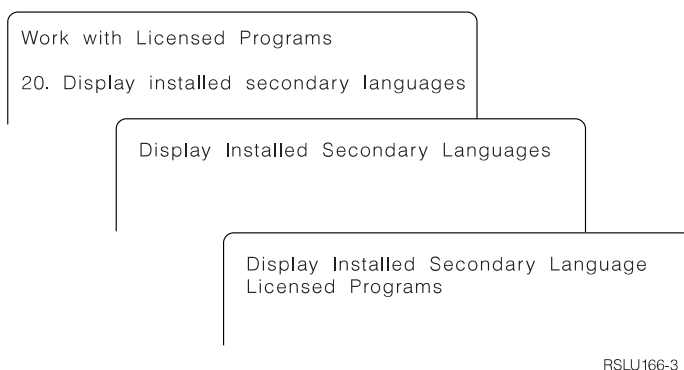 Work with Licensed Programs
20. Display installed secondary languages
Display Installed Secondary Languages
Display Installed Secondary Language
Licensed Programs
RSLU166-3